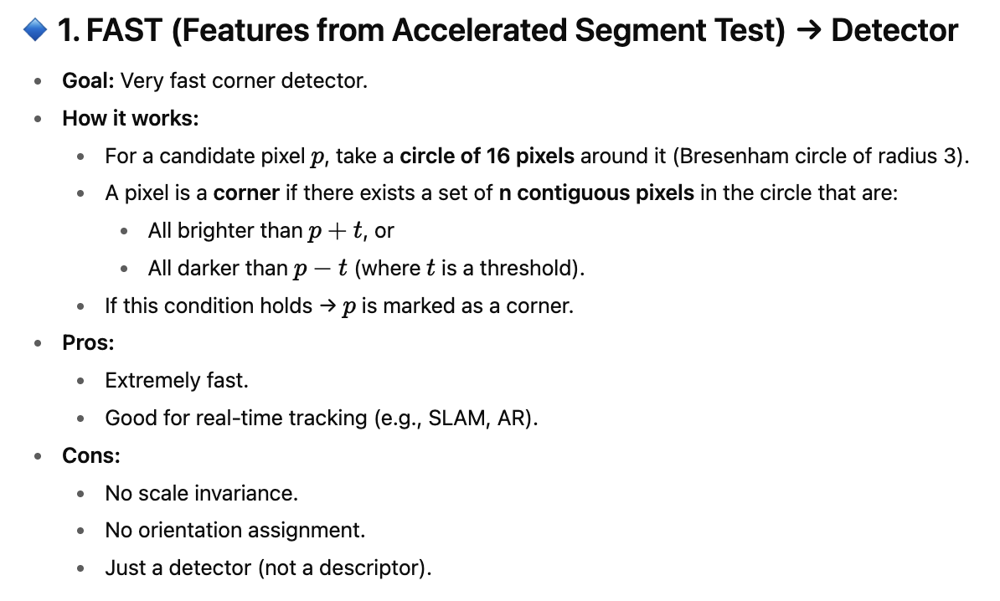 🔷 1. FAST (Features from Accelerated Segment Test) → Detector
• Goal: Very fast corner detector.
• How it works:
• For a candidate pixel p, take a circle of 16 pixels around it (Bresenham circle of radius 3).
• A pixel is a corner if there exists a set of n contiguous pixels in the circle that are:
• All brighter than p + t, or
• All darker than p − t (where t is a threshold).
• If this condition holds → p is marked as a corner.
• Pros:
• Extremely fast.
• Good for real-time tracking (e.g., SLAM, AR).
• Cons:
• No scale invariance.
• No orientation assignment.
• Just a detector (not a descriptor).